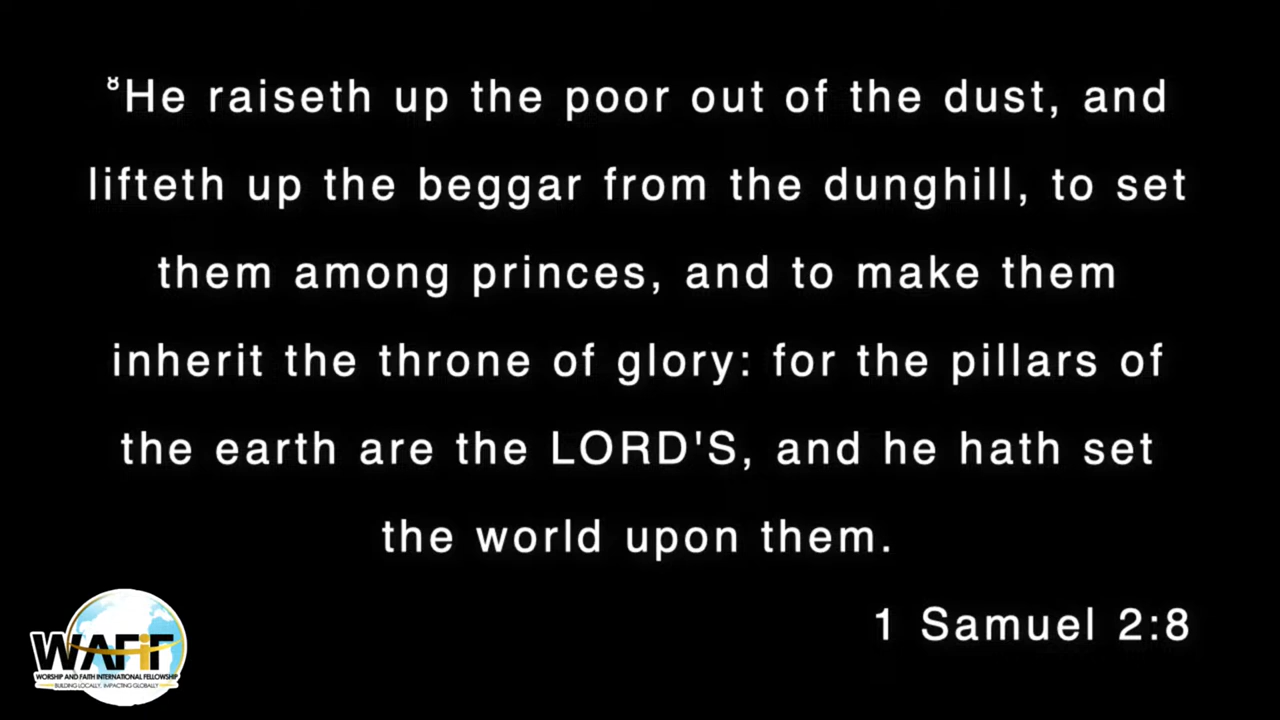 ⁸He raiseth up the poor out of the dust, and
lifteth up the beggar from the dunghill, to set
them among princes, and to make them
inherit the throne of glory: for the pillars of
the earth are the LORD'S, and he hath set
the world upon them.
1 Samuel 2:8
WAFIF
WORSHIP AND FAITH INTERNATIONAL FELLOWSHIP
BUILDING LOCALLY, IMPACTING GLOBALLY